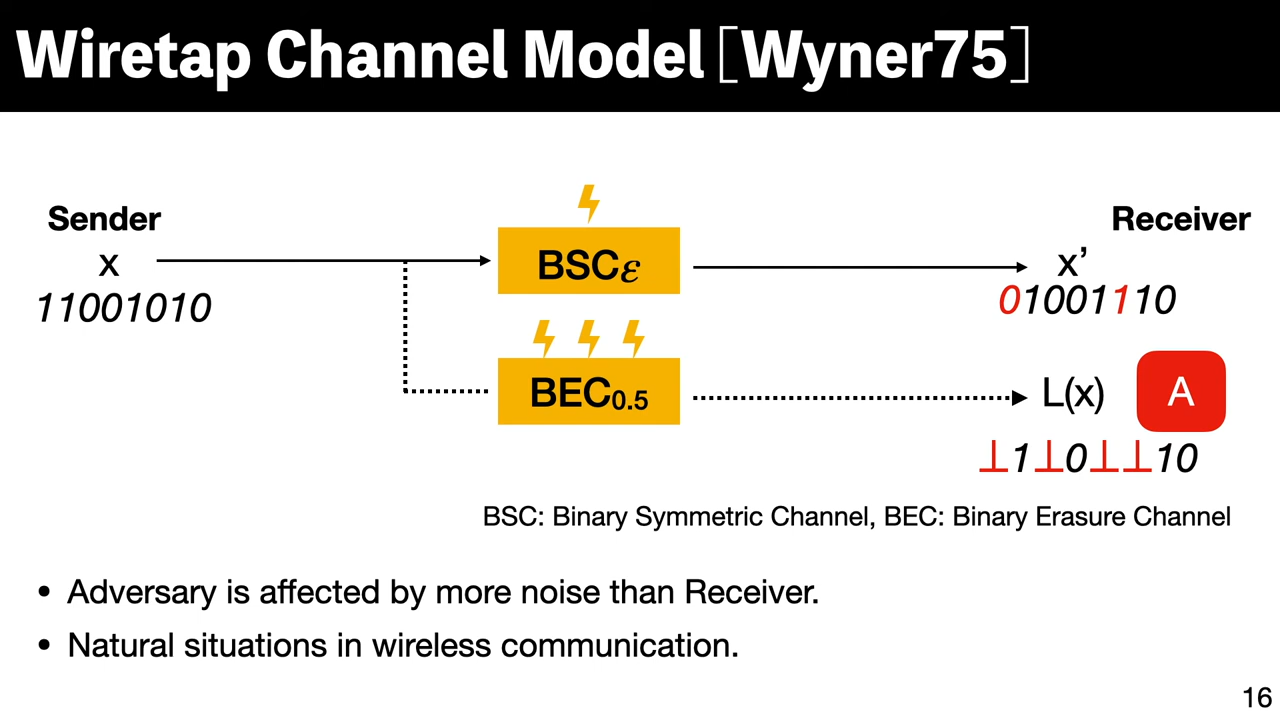 Wiretap Channel Model [Wyner75]
Sender
x
11001010
BSCε
Receiver
x’
01001110
BEC0.5
L(x)
A
⊥1⊥0⊥⊥10
BSC: Binary Symmetric Channel, BEC: Binary Erasure Channel
• Adversary is affected by more noise than Receiver.
• Natural situations in wireless communication.
16